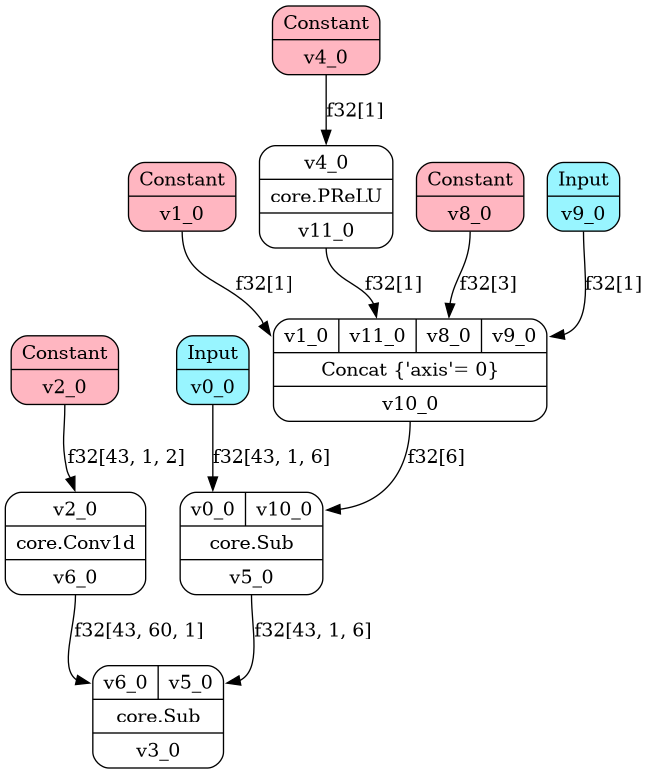 Constant
v4_0
f32[1]
v4_0
core.PReLU
v11_0
Constant
v1_0
Constant
v8_0
Input
v9_0
f32[1]
f32[1]
f32[3]
f32[1]
v1_0 v11_0 v8_0 v9_0
Concat {'axis'= 0}
v10_0
Constant
v2_0
Input
v0_0
f32[43, 1, 2]
f32[43, 1, 6]
f32[6]
v2_0
core.Conv1d
v6_0
v0_0 v10_0
core.Sub
v5_0
f32[43, 60, 1]
f32[43, 1, 6]
v6_0 v5_0
core.Sub
v3_0